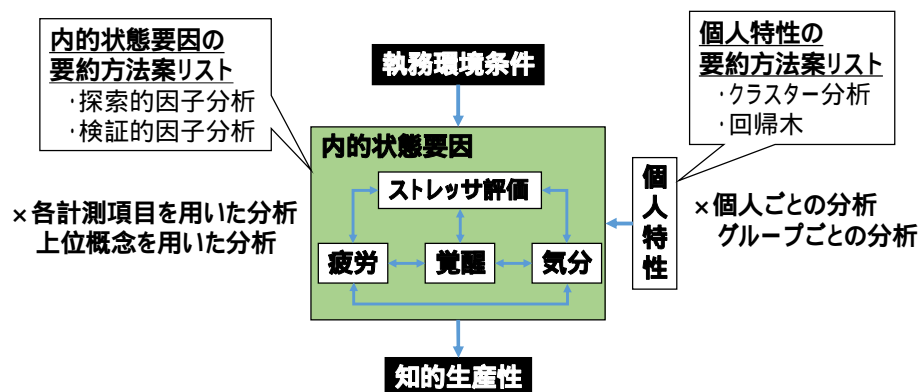 内的状態要因の
要約方法案リスト
・探索的因子分析
・検証的因子分析
執務環境条件
個人特性の
要約方法案リスト
・クラスター分析
・回帰木
内的状態要因
ストレッサ評価
疲労
覚醒
気分
個人特性
×各計測項目を用いた分析
上位概念を用いた分析
×個人ごとの分析
グループごとの分析
知的生産性